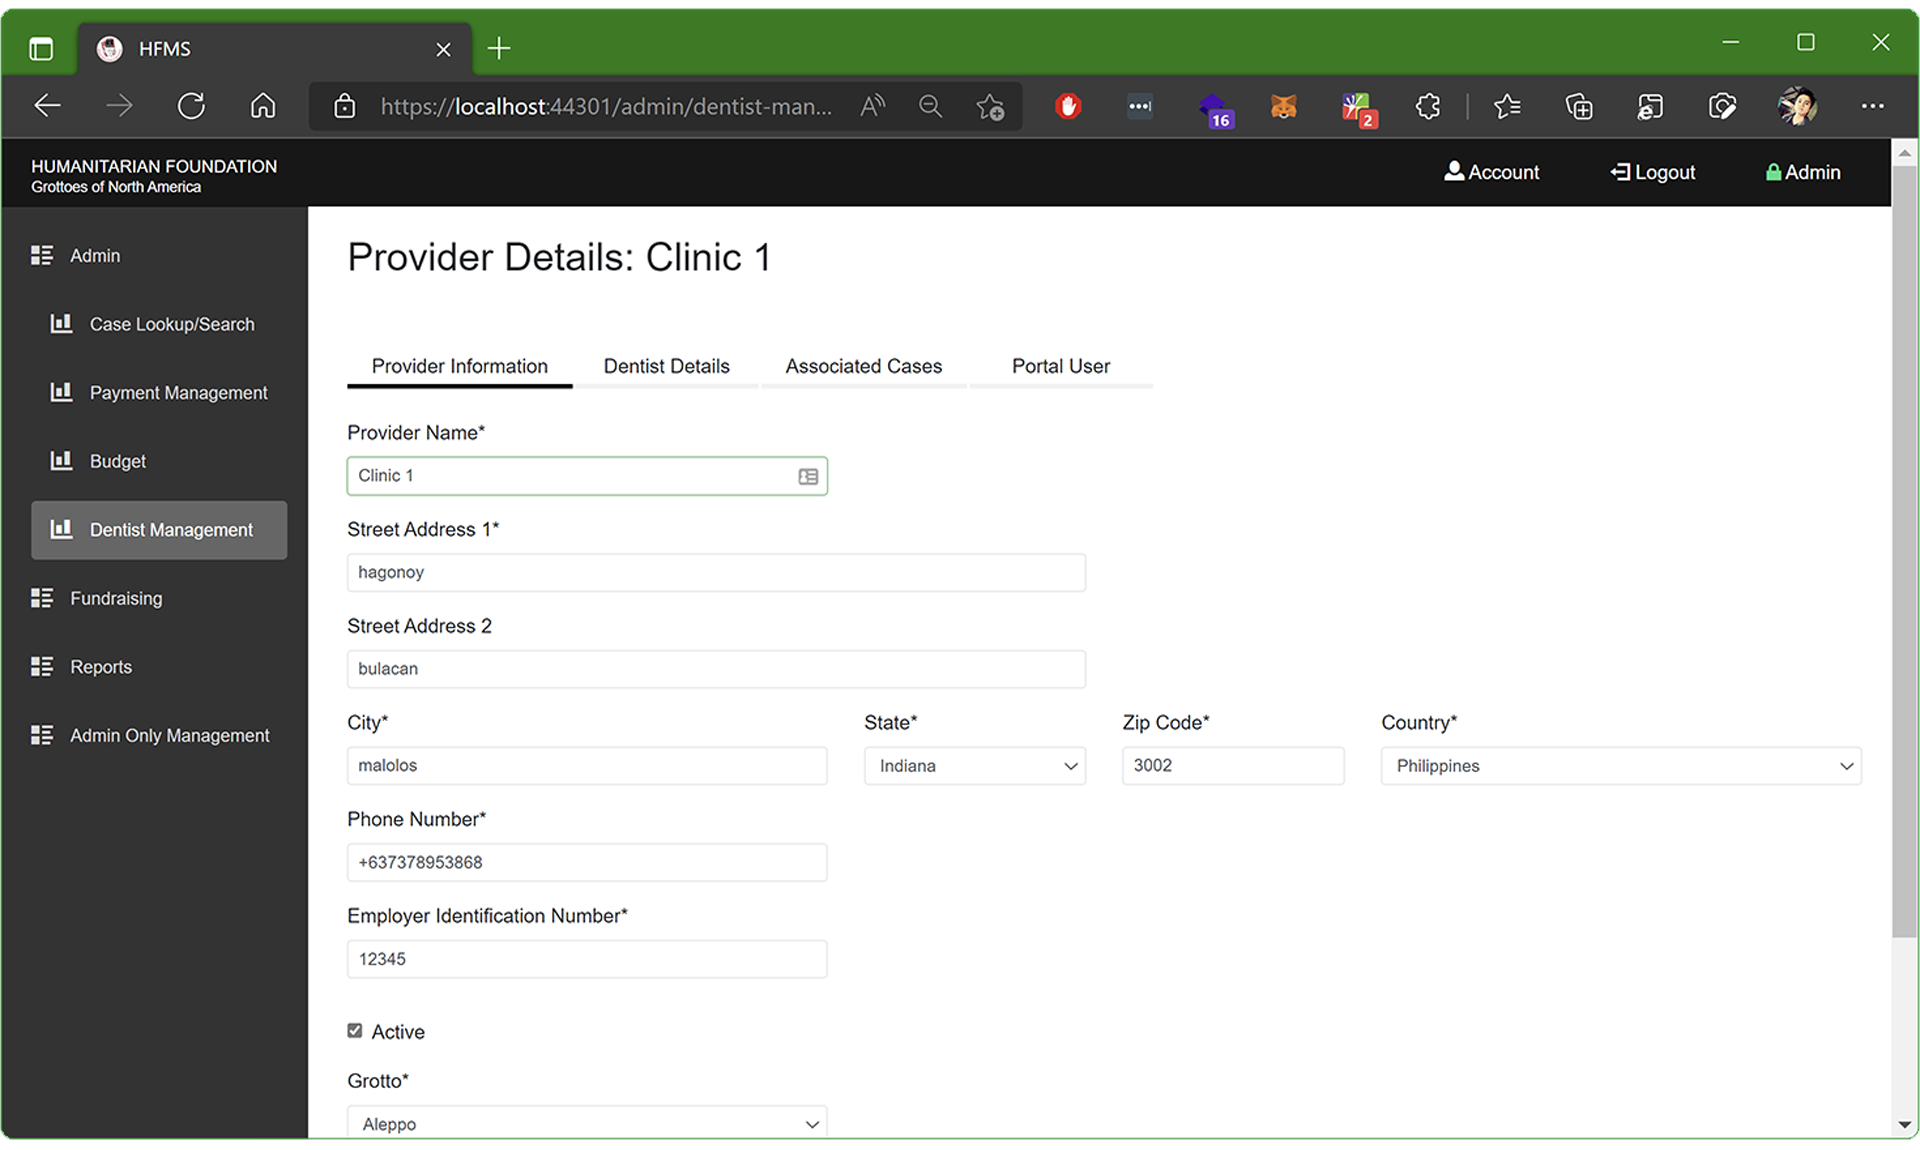 HFMS
https://localhost:44301/admin/dentist-man...
16
2
HUMANITARIAN FOUNDATION
Grottoes of North America
Account
Logout
Admin
Admin
Case Lookup/Search
Payment Management
Budget
Dentist Management
Fundraising
Reports
Admin Only Management
Provider Details: Clinic 1
Provider Information
Dentist Details
Associated Cases
Portal User
Provider Name*
Clinic 1
Street Address 1*
hagonoy
Street Address 2
bulacan
City*
State*
Zip Code*
Country*
malolos
Indiana
3002
Philippines
Phone Number*
+637378953868
Employer Identification Number*
12345
Active
Grotto*
Aleppo